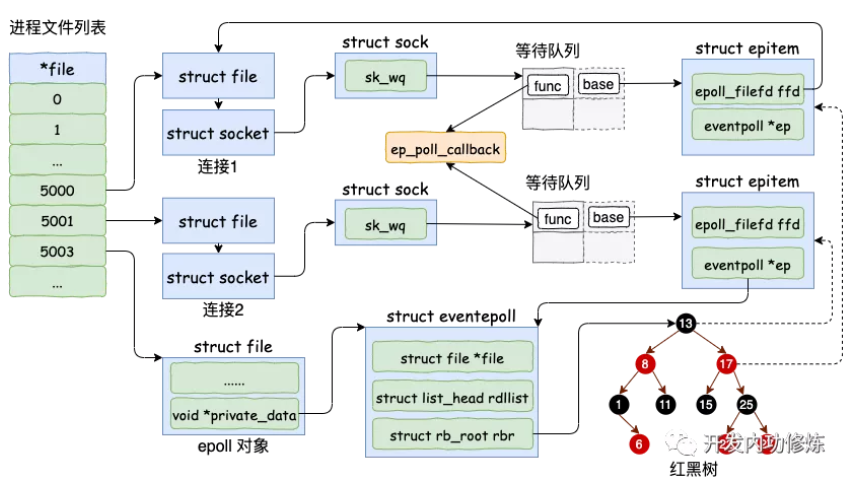 进程文件列表
*file
0
1
...
5000
5001
5003
...
struct file
struct socket
连接1
struct sock
sk_wq
等待队列
func
base
ep_poll_callback
struct epitem
epoll_filefd ffd
eventpoll *ep
struct file
struct socket
连接2
struct sock
sk_wq
等待队列
func
base
struct epitem
epoll_filefd ffd
eventpoll *ep
struct file
......
void *private_data
epoll 对象
struct eventepoll
struct file *file
struct list_head rdllist
struct rb_root rbr
13
8
17
1
11
15
25
6
开发内功修炼
红黑树